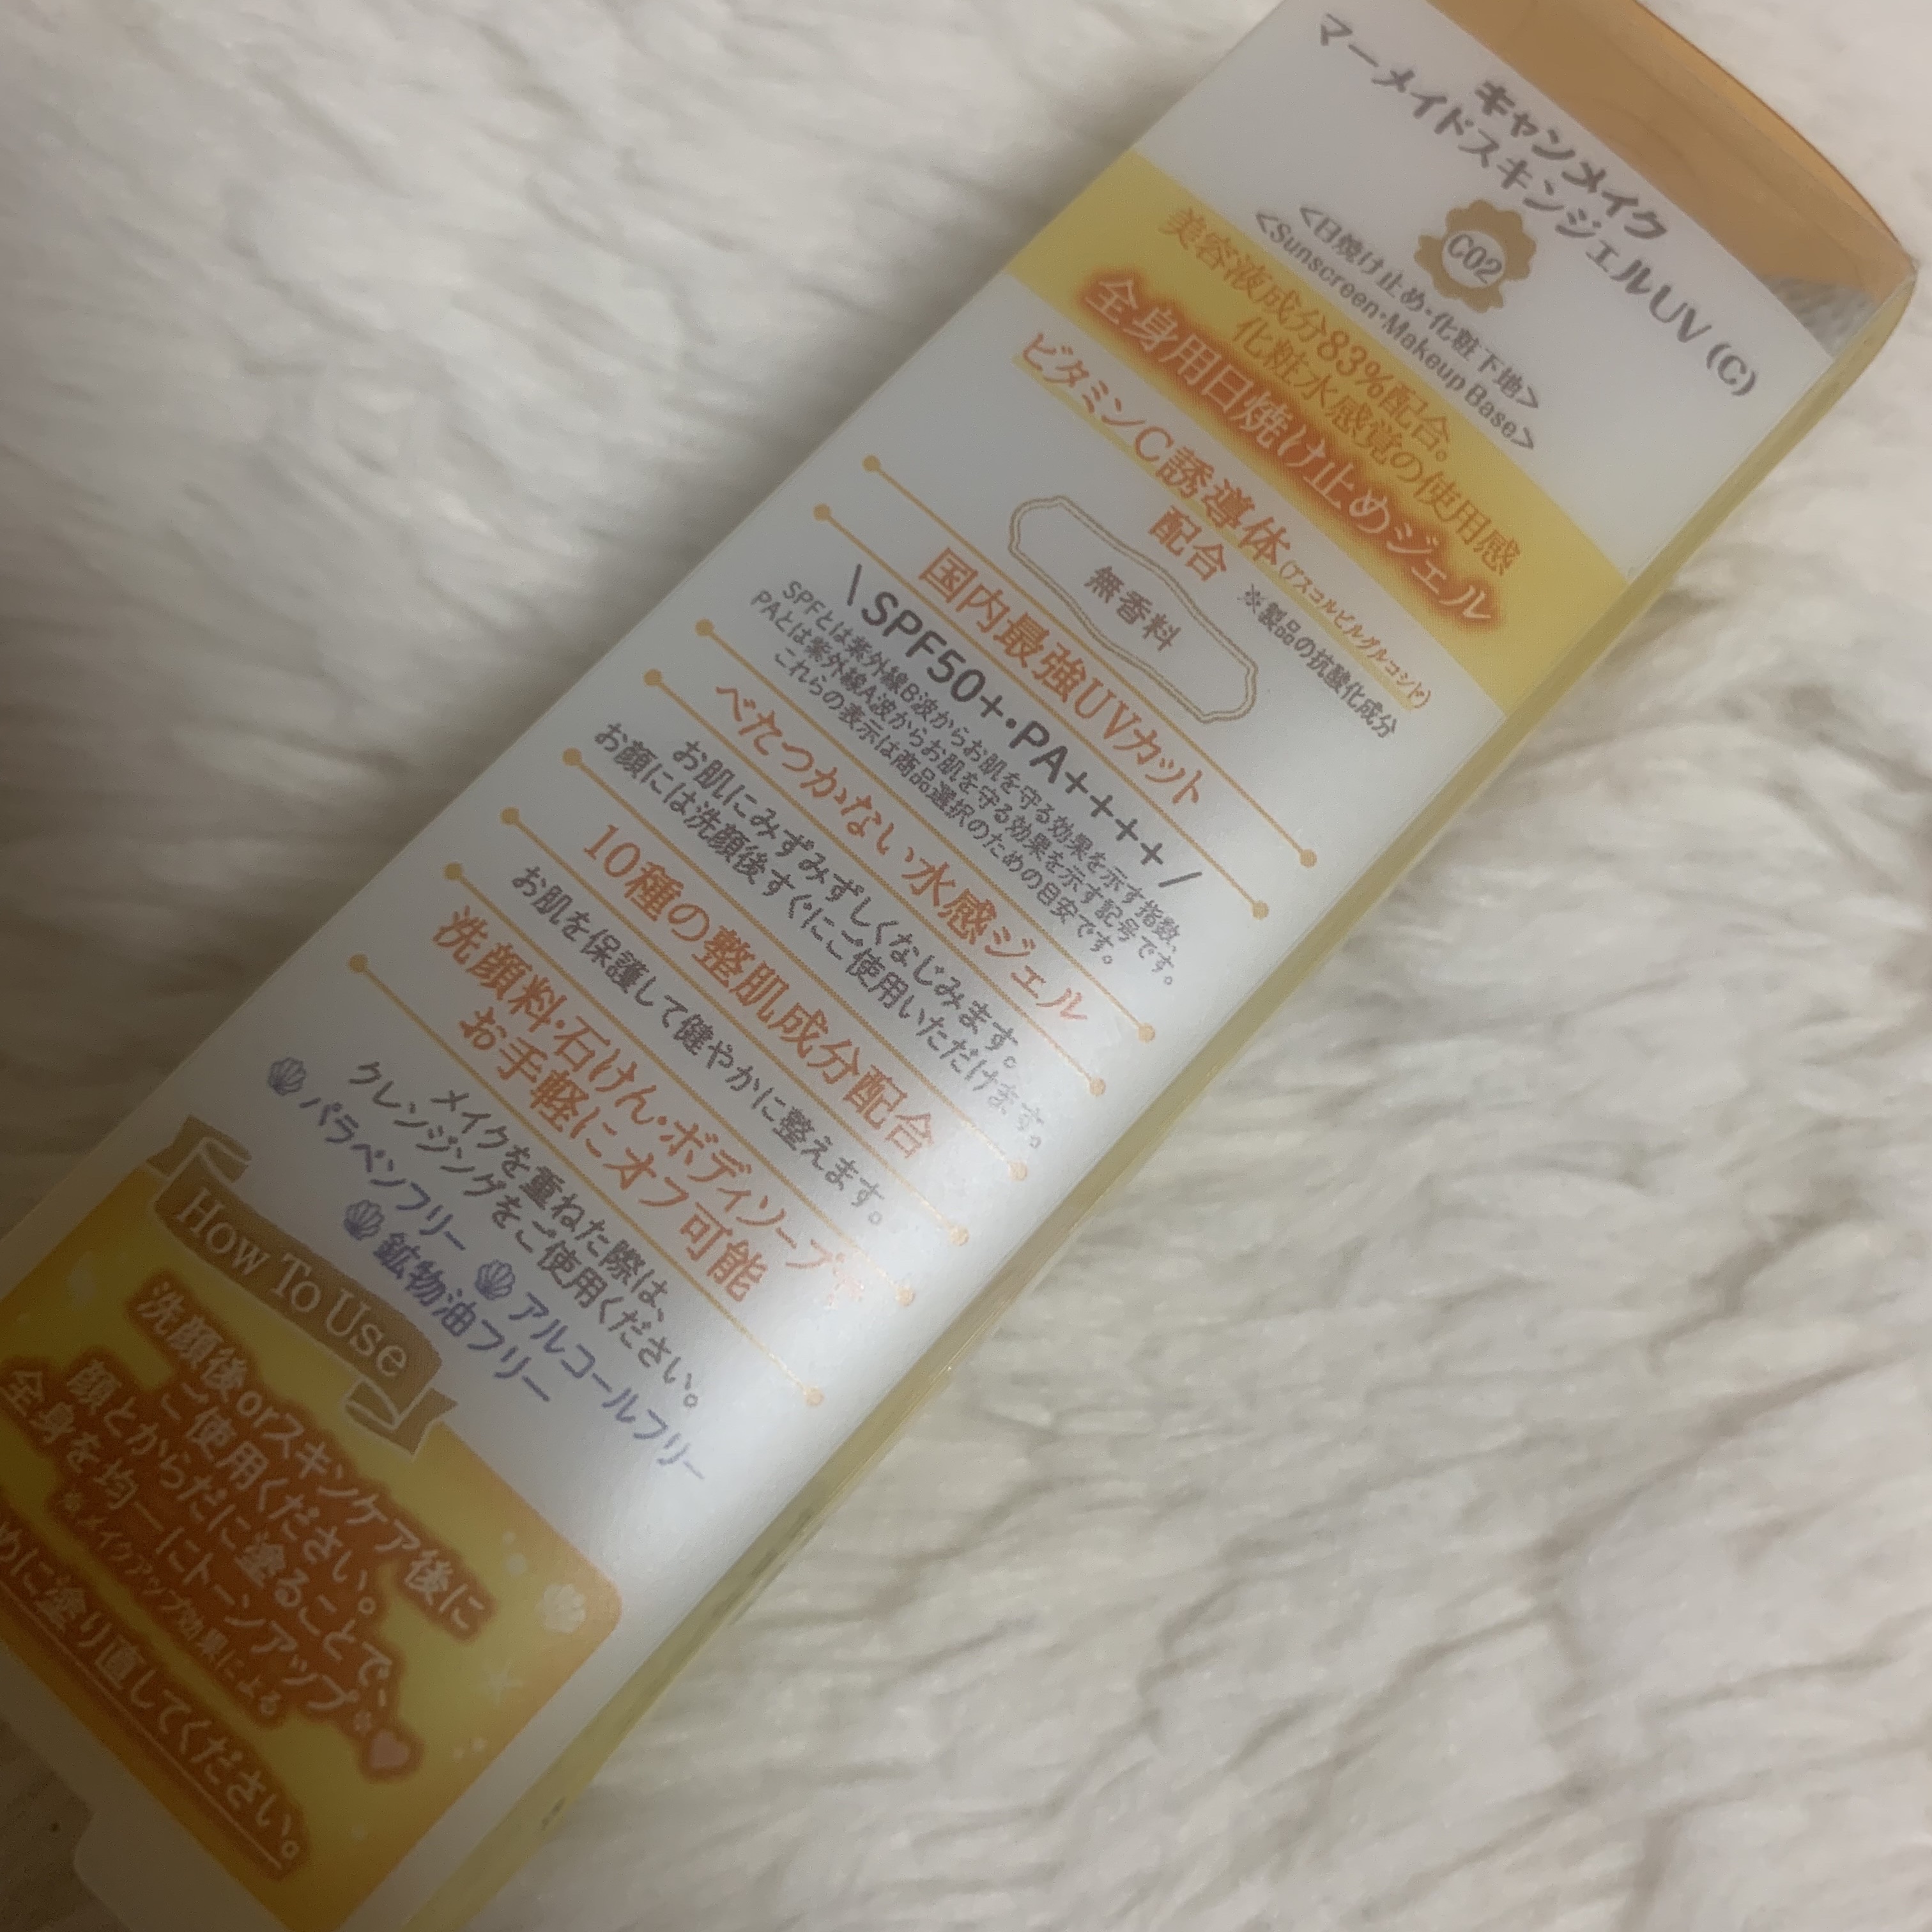 キャンメイク
マーメイドスキンジェルUV (C)
C02
<日焼け止め・化粧下地>
<Sunscreen・Makeup Base>
美容液成分83%配合。
化粧水感覚の使用感
全身用日焼け止めジェル
ビタミンC誘導体(アスコルビルグルコシド)
配合 ※製品の抗酸化成分
無香料
国内最強UVカット
\SPF50+・PA++++/
SPFとは紫外線B波からお肌を守る効果を示す指数、
PAとは紫外線A波からお肌を守る効果を示す記号です。
これらの表示は商品選択のための目安です。
べたつかない水感ジェル
お肌にみずみずしくなじみます。
お顔には洗顔後すぐにご使用いただけます。
10種の整肌成分配合
お肌を保護して健やかに整えます。
洗顔料・石けん・ボディソープで
お手軽にオフ可能
メイクを重ねた際は、
クレンジングをご使用ください。
パラベンフリー アルコールフリー
鉱物油フリー
How To Use
洗顔後orスキンケア後に
ご使用ください。
顔とからだに塗ることで、
全身を均一にトーンアップ※
※メイクアップ効果による
めに塗り直してください。